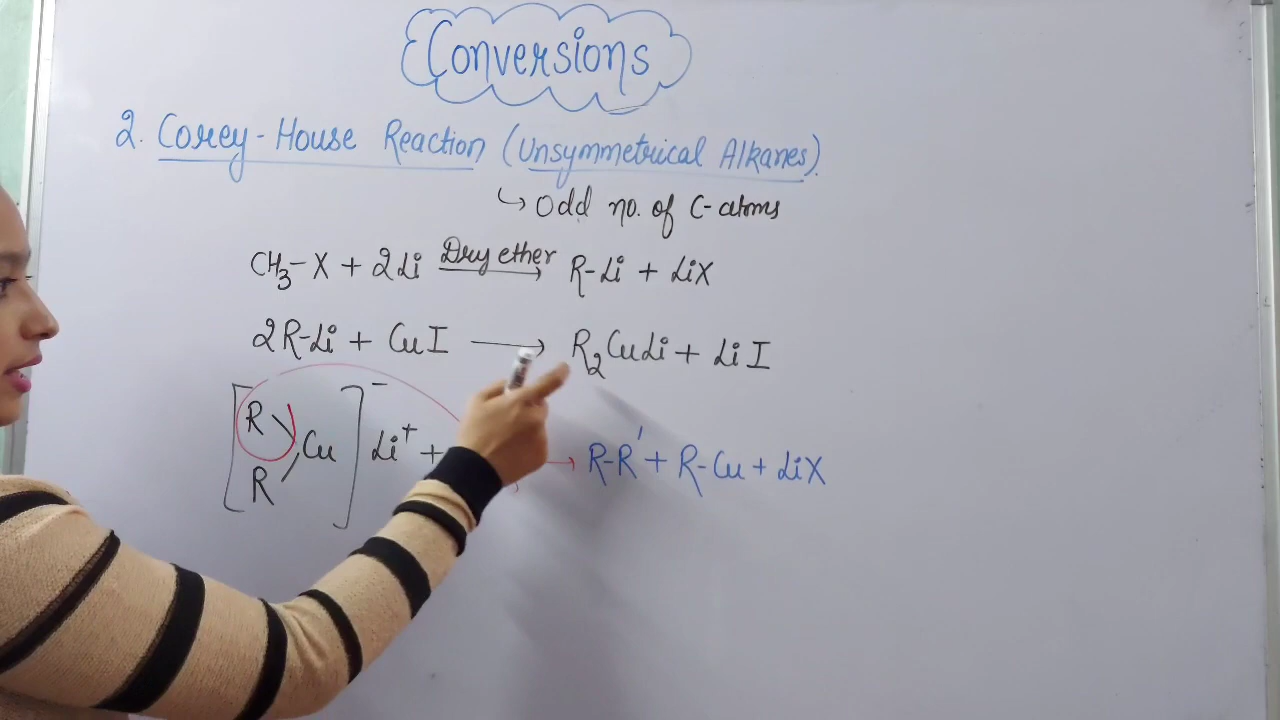 Conversions
2. Corey-House Reaction (Unsymmetrical Alkanes).
↳ Odd no. of C-atoms
CH₃-X + 2Li Dry ether → R-Li + LiX
2R-Li + CuI → R₂CuLi + LiI
[R R Cu]⁻ Li⁺ + → R-R' + R-Cu + LiX